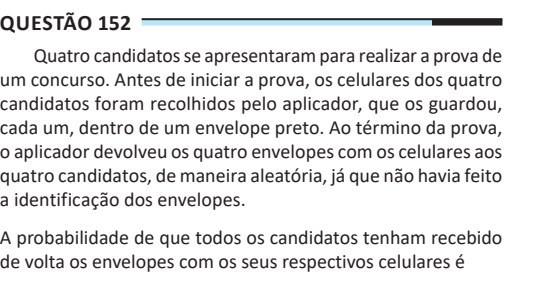 QUESTÃO 152
Quatro candidatos se apresentaram para realizar a prova de
um concurso. Antes de iniciar a prova, os celulares dos quatro
candidatos foram recolhidos pelo aplicador, que os guardou,
cada um, dentro de um envelope preto. Ao término da prova,
o aplicador devolveu os quatro envelopes com os celulares aos
quatro candidatos, de maneira aleatória, já que não havia feito
a identificação dos envelopes.
A probabilidade de que todos os candidatos tenham recebido
de volta os envelopes com os seus respectivos celulares é